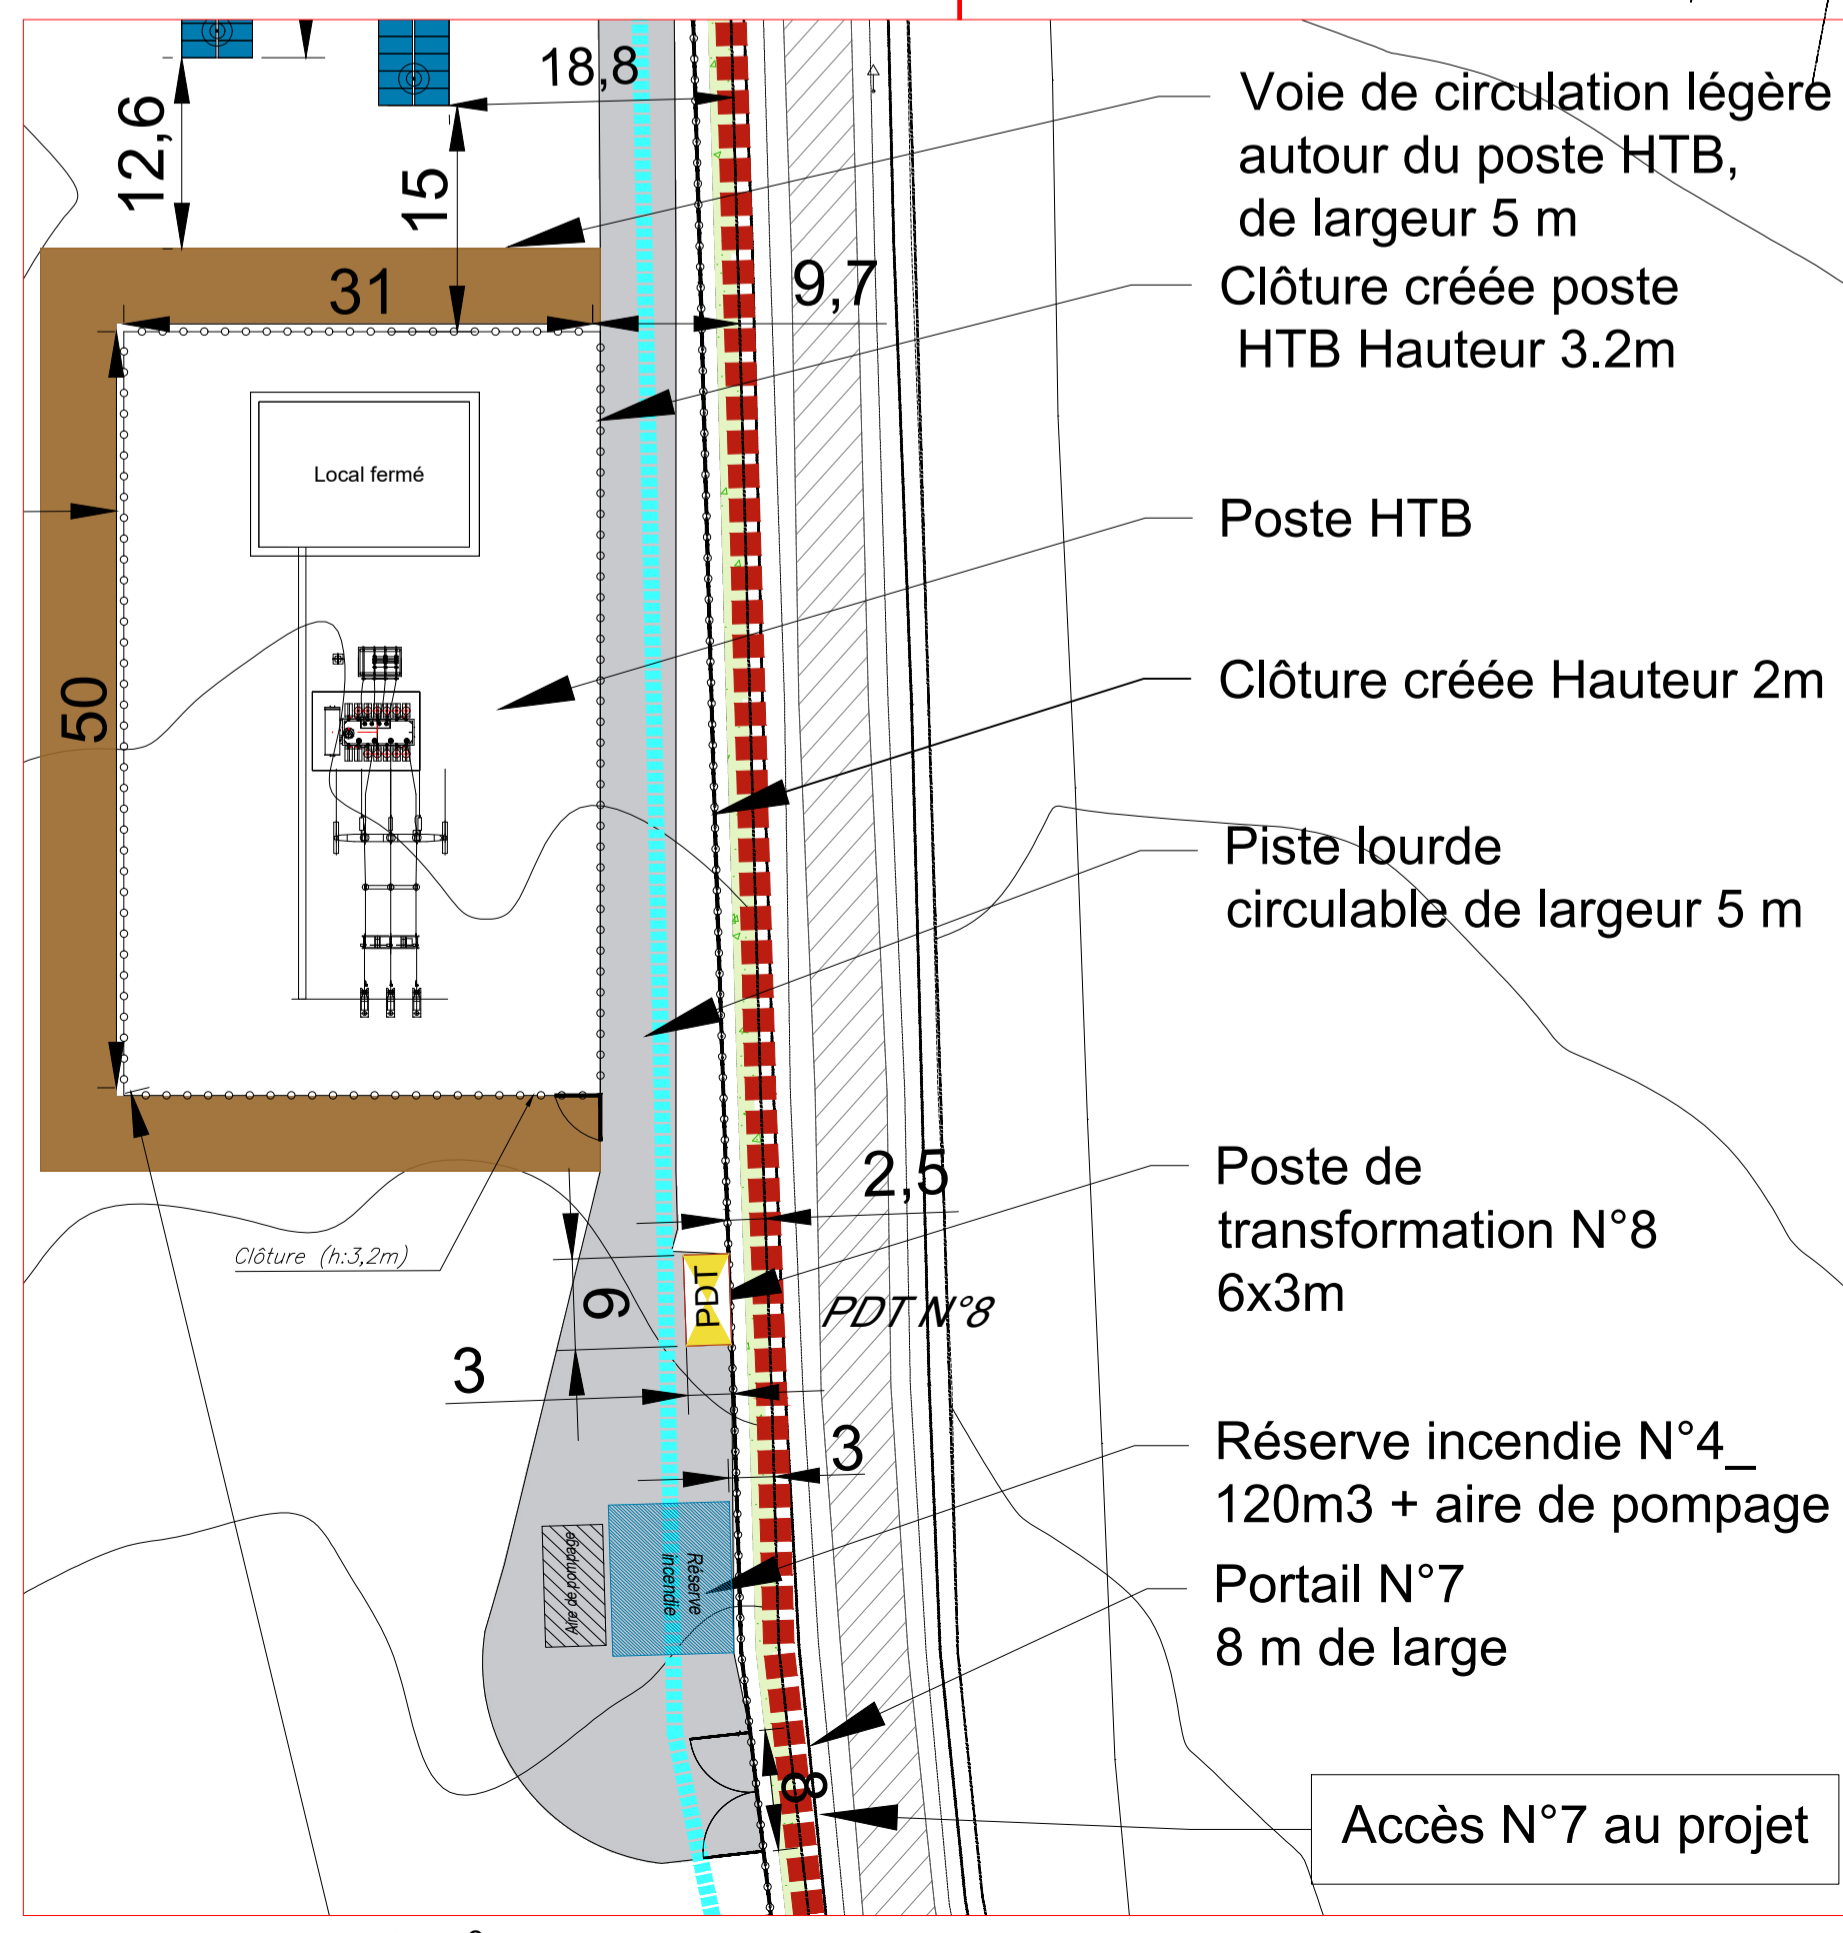 18,8
12,6
15
Voie de circulation légère
autour du poste HTB,
de largeur 5 m
31
9,7
Clôture créée poste
HTB Hauteur 3.2m
Local fermé
Poste HTB
50
Clôture créée Hauteur 2m
Piste lourde
circulable de largeur 5 m
2,5
Poste de
transformation N°8
6x3m
Clôture (h:3,2m)
6
PDT
PDT N°8
3
3
Réserve incendie N°4_
120m3 + aire de pompage
Aire de pompage
Réserve
incendie
Portail N°7
8 m de large
8
Accès N°7 au projet